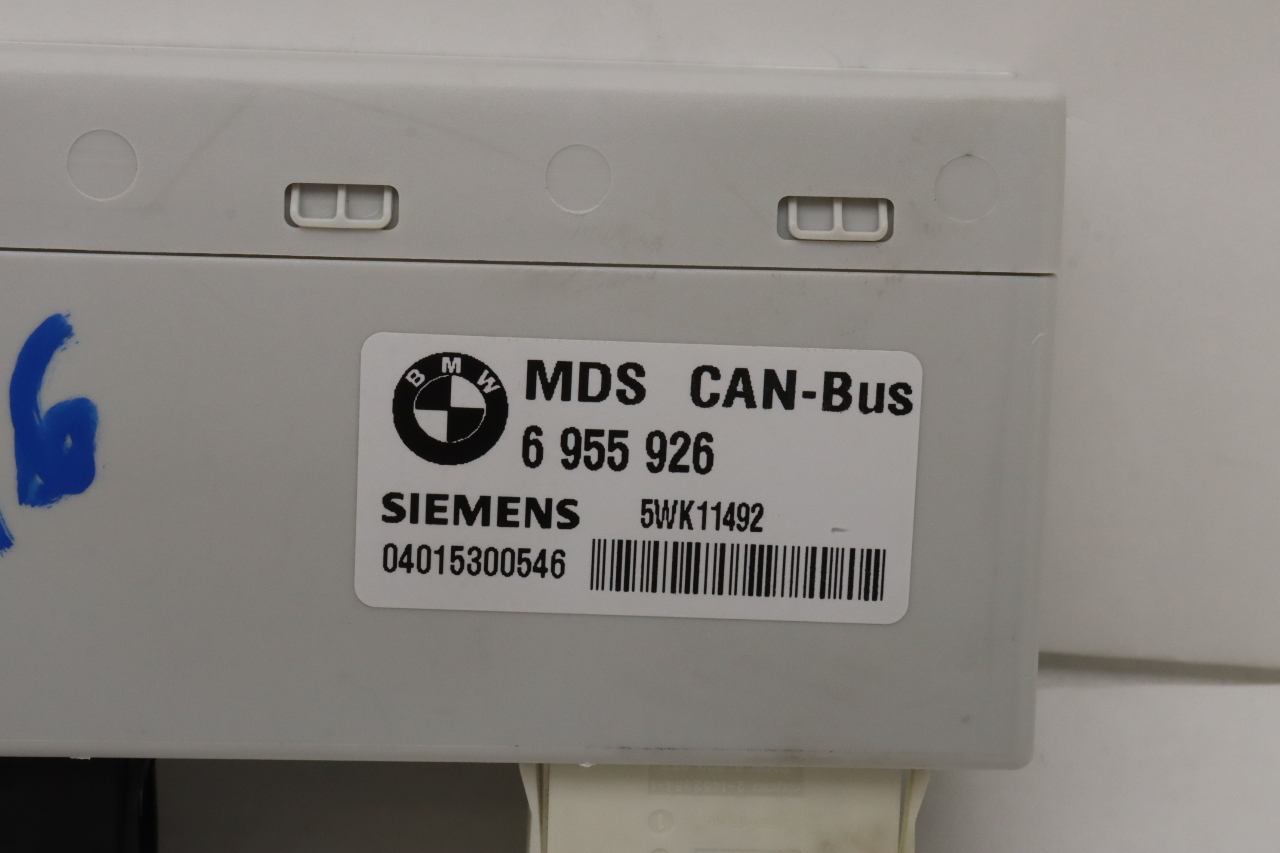 BMW
MDS CAN-Bus
6 955 926
SIEMENS 5WK11492
04015300546